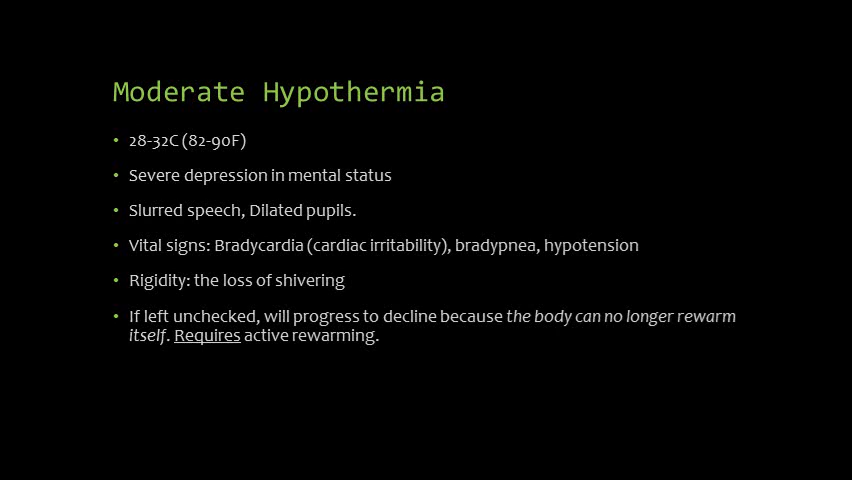 Moderate Hypothermia
• 28-32C (82-90F)
• Severe depression in mental status
• Slurred speech, Dilated pupils.
• Vital signs: Bradycardia (cardiac irritability), bradypnea, hypotension
• Rigidity: the loss of shivering
• If left unchecked, will progress to decline because the body can no longer rewarm
itself. Requires active rewarming.